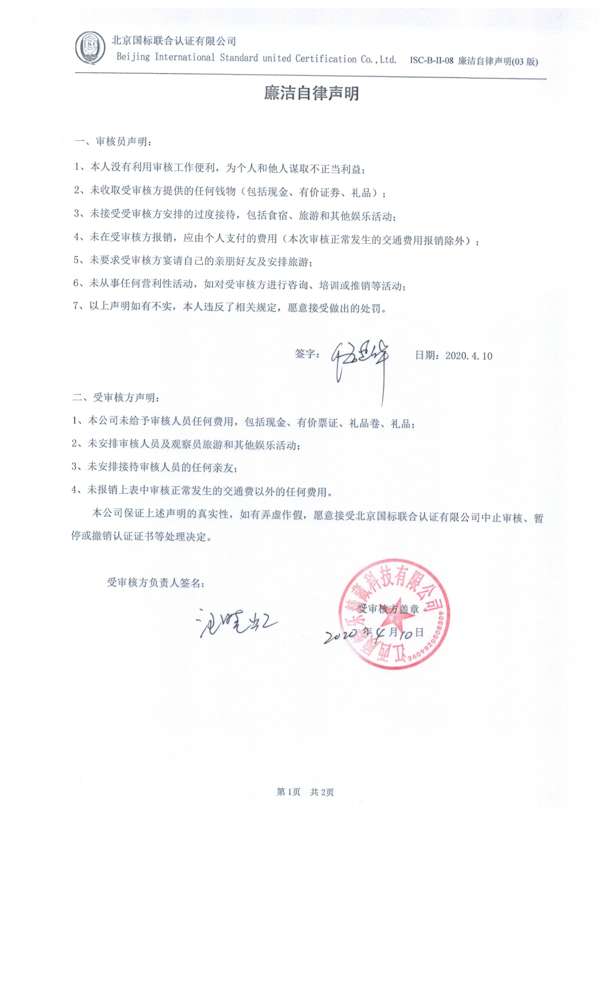 ISC
北京国标联合认证有限公司
Beijing International Standard united Certification Co.,Ltd. ISC-B-II-08 廉洁自律声明(03 版)
廉洁自律声明
一、审核员声明：
1、本人没有利用审核工作便利，为个人和他人谋取不正当利益；
2、未收取受审核方提供的任何钱物（包括现金、有价证券、礼品）；
3、未接受受审核方安排的过度接待，包括食宿、旅游和其他娱乐活动；
4、未在受审核方报销，应由个人支付的费用（本次审核正常发生的交通费用报销除外）；
5、未要求受审核方宴请自己的亲朋好友及安排旅游；
6、未从事任何营利性活动，如对受审核方进行咨询、培训或推销等活动；
7、以上声明如有不实，本人违反了相关规定，愿意接受做出的处罚。
签字： 日期：2020.4.10
二、受审核方声明：
1、本公司未给予审核人员任何费用，包括现金、有价票证、礼品卷、礼品；
2、未安排审核人员及观察员旅游和其他娱乐活动；
3、未安排接待审核人员的任何亲友；
4、未报销上表中审核正常发生的交通费以外的任何费用。
本公司保证上述声明的真实性，如有弄虚作假，愿意接受北京国标联合认证有限公司中止审核、暂
停或撤销认证证书等处理决定。
受审核方负责人签名：
受审核方盖章
2020 年 4 月 10 日
江西 乐精藏科技有限公司
3609820508309
第 1页 共 2页